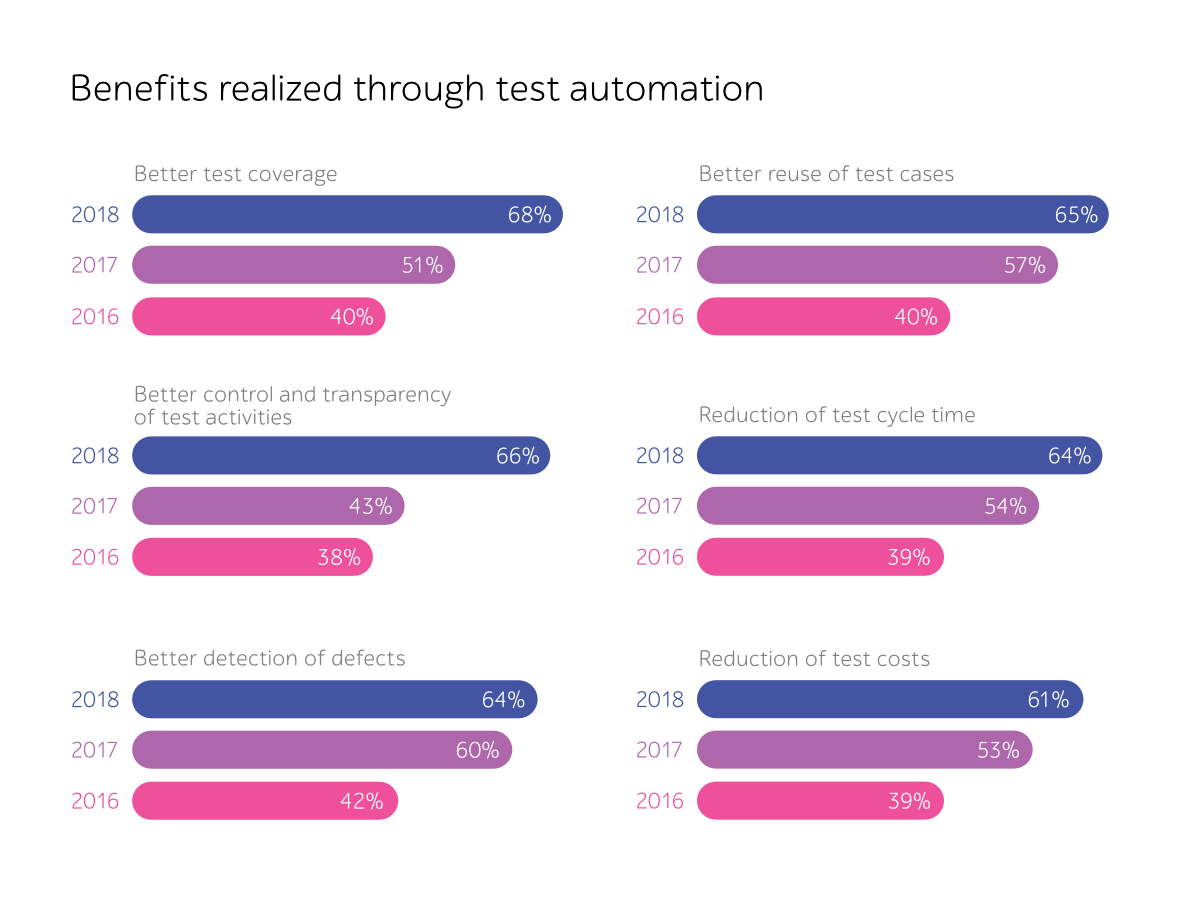 Benefits realized through test automation
Better test coverage
2018 68%
2017 51%
2016 40%
Better reuse of test cases
2018 65%
2017 57%
2016 40%
Better control and transparency
of test activities
2018 66%
2017 43%
2016 38%
Reduction of test cycle time
2018 64%
2017 54%
2016 39%
Better detection of defects
2018 64%
2017 60%
2016 42%
Reduction of test costs
2018 61%
2017 53%
2016 39%